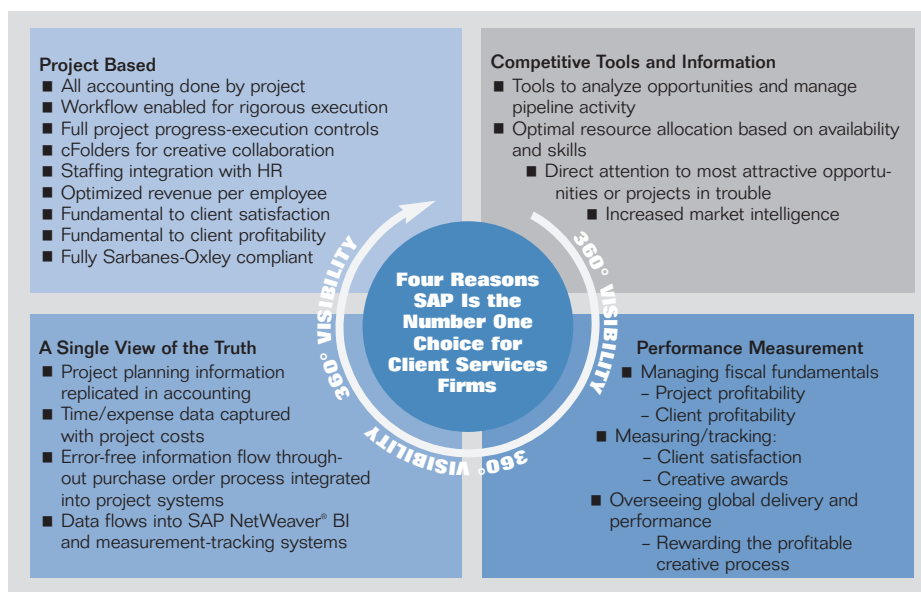 Project Based
■ All accounting done by project
■ Workflow enabled for rigorous execution
■ Full project progress-execution controls
■ cFolders for creative collaboration
■ Staffing integration with HR
■ Optimized revenue per employee
■ Fundamental to client satisfaction
■ Fundamental to client profitability
■ Fully Sarbanes-Oxley compliant
Competitive Tools and Information
■ Tools to analyze opportunities and manage
pipeline activity
■ Optimal resource allocation based on availability
and skills
■ Direct attention to most attractive opportu-
nities or projects in trouble
■ Increased market intelligence
360° VISIBILITY
360° VISIBILITY
360° VISIBILITY
Four Reasons
SAP Is the
Number One
Choice for
Client Services
Firms
A Single View of the Truth
■ Project planning information
replicated in accounting
■ Time/expense data captured
with project costs
■ Error-free information flow through-
out purchase order process integrated
into project systems
■ Data flows into SAP NetWeaver® BI
and measurement-tracking systems
Performance Measurement
■ Managing fiscal fundamentals
– Project profitability
– Client profitability
■ Measuring/tracking:
– Client satisfaction
– Creative awards
■ Overseeing global delivery and
performance
– Rewarding the profitable
creative process